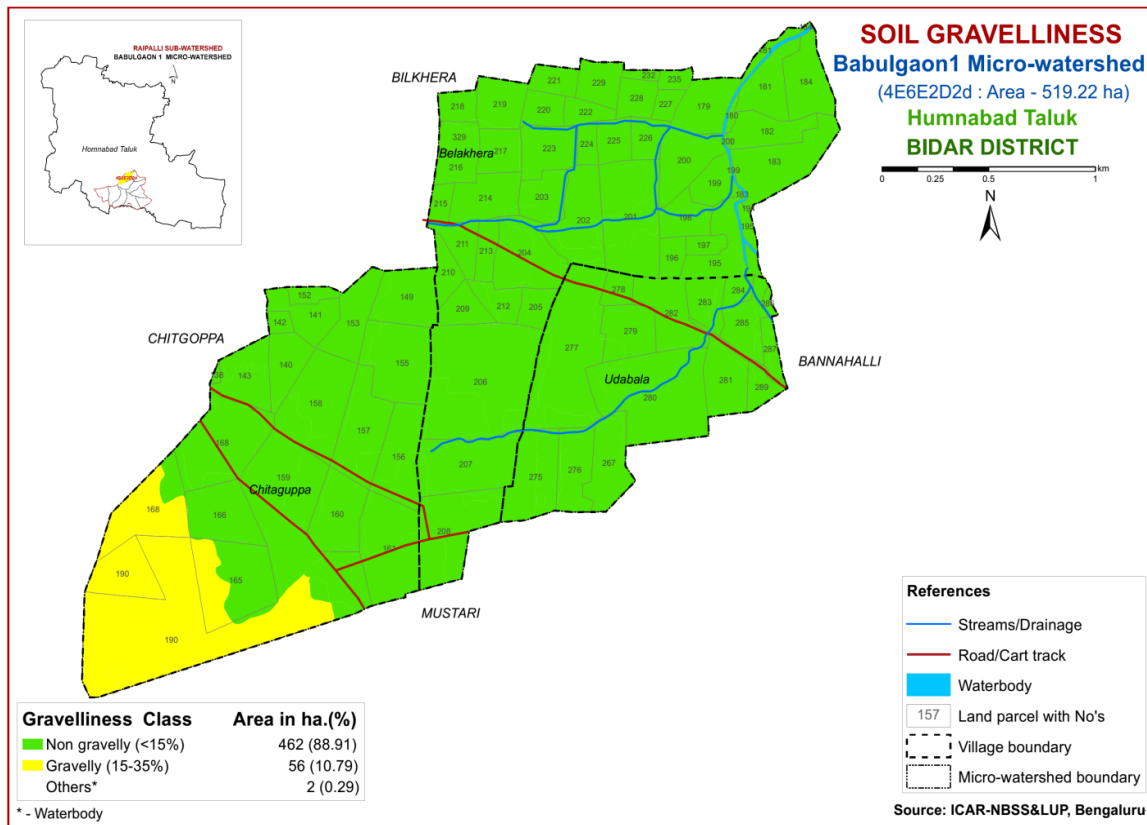 RAIPALLI SUB-WATERSHED
BABULGAON 1 MICRO-WATERSHED
N
Homnabad Taluk
SOIL GRAVELLINESS
Babulgaon1 Micro-watershed
(4E6E2D2d : Area - 519.22 ha)
Humnabad Taluk
BIDAR DISTRICT
0 0.25 0.5 1 km
N
BILKHERA
CHITGOPPA
BANNAHALLI
MUSTARI
221 229 232 235
218 219 220 222 228 227 179 181 184
180
329 217 223 224 225 226 200 182
Belakhera
216 200 183
199
215 214 203 199 183
202 201 198
195
211 213 204 197
210 196 195
152 149 209 212 205 278 283 284
142 141 153 279 282 285
138 143 140 155 277 287
206 Udabala 281 289
158 280
157
168 156 207 275 276 267
159
Chitaguppa
168 166 160 208
190 165
190
Gravelliness Class Area in ha.(%)
Non gravelly (<15%) 462 (88.91)
Gravelly (15-35%) 56 (10.79)
Others* 2 (0.29)
* - Waterbody
References
Streams/Drainage
Road/Cart track
Waterbody
157 Land parcel with No's
Village boundary
Micro-watershed boundary
Source: ICAR-NBSS&LUP, Bengaluru